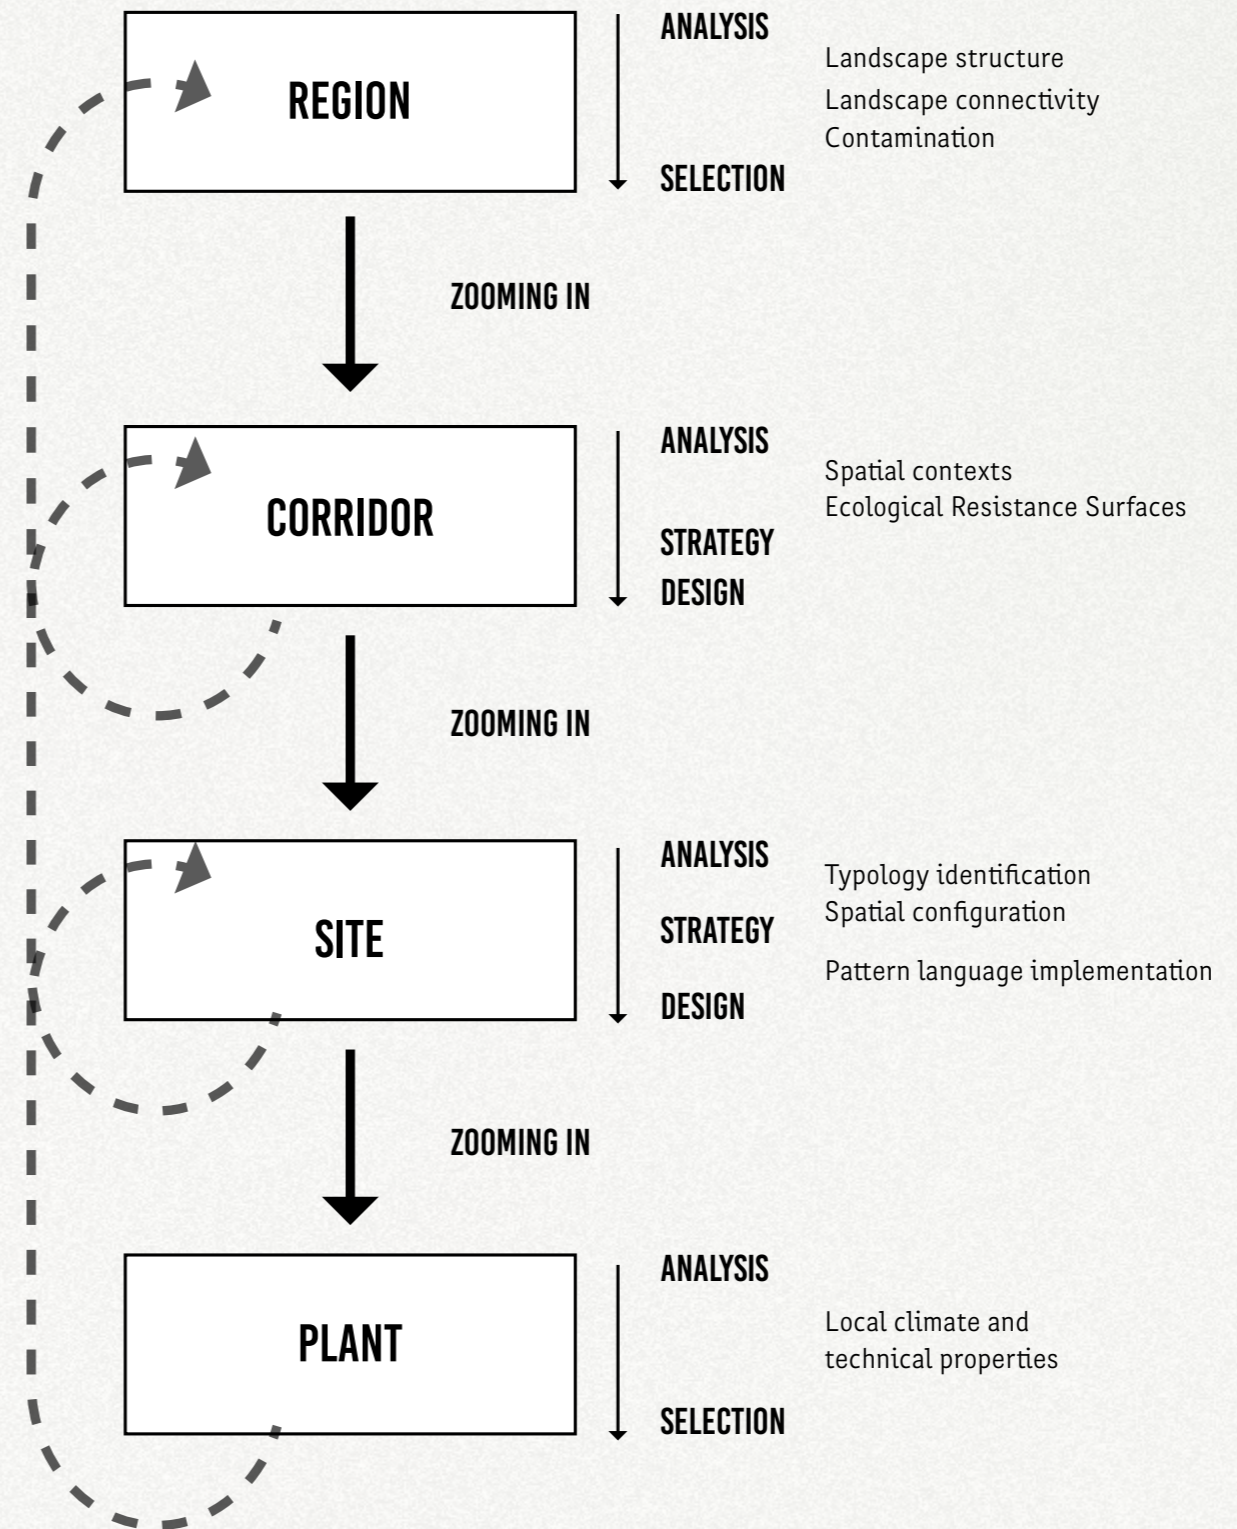 REGION
ANALYSIS
Landscape structure
Landscape connectivity
Contamination
SELECTION
ZOOMING IN
CORRIDOR
ANALYSIS
Spatial contexts
Ecological Resistance Surfaces
STRATEGY
DESIGN
ZOOMING IN
SITE
ANALYSIS
Typology identification
Spatial configuration
STRATEGY
Pattern language implementation
DESIGN
ZOOMING IN
PLANT
ANALYSIS
Local climate and
technical properties
SELECTION